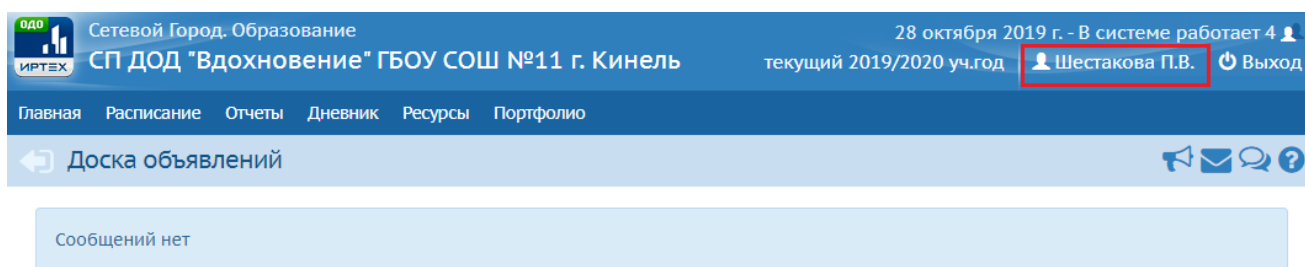 ОДО
ИРТЕХ
Сетевой Город. Образование
СП ДОД "Вдохновение" ГБОУ СОШ №11 г. Кинель
28 октября 2019 г. - В системе работает 4
текущий 2019/2020 уч.год Шестакова П.В. Выход
Главная Расписание Отчеты Дневник Ресурсы Портфолио
Доска объявлений
Сообщений нет